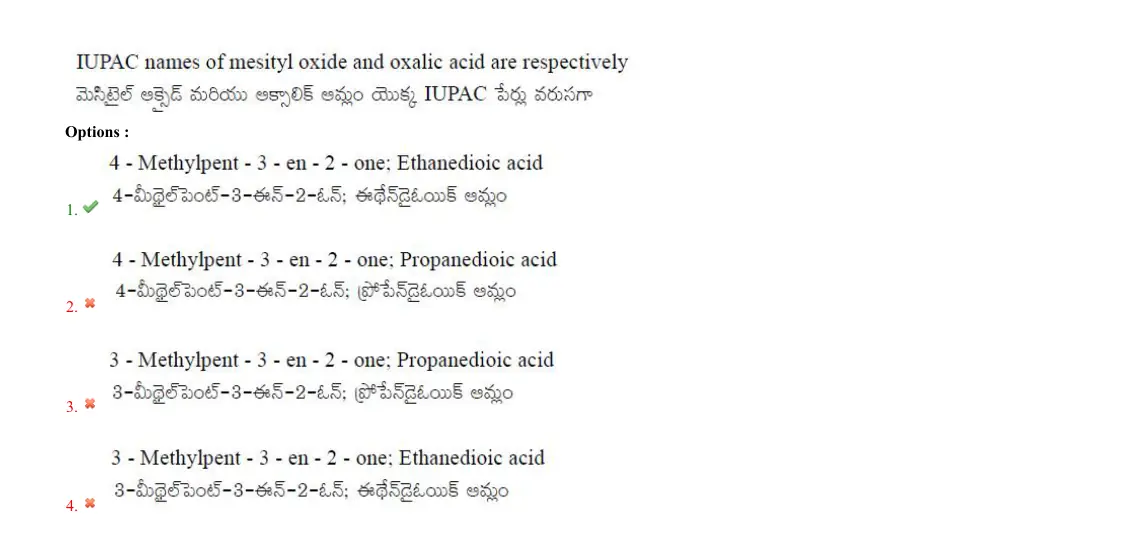 IUPAC names of mesityl oxide and oxalic acid are respectively
మెసిటైల్ ఆక్సైడ్ మరియు ఆక్సాలిక్ ఆమ్లం యొక్క IUPAC పేర్లు వరుసగా
Options :
4 - Methylpent - 3 - en - 2 - one; Ethanedioic acid
4-మీథైల్‌పెంట్-3-ఈన్-2-ఓన్; ఈథేన్‌డైఓయిక్ ఆమ్లం
1.
4 - Methylpent - 3 - en - 2 - one; Propanedioic acid
4-మీథైల్‌పెంట్-3-ఈన్-2-ఓన్; ప్రోపేన్‌డైఓయిక్ ఆమ్లం
2.
3 - Methylpent - 3 - en - 2 - one; Propanedioic acid
3-మీథైల్‌పెంట్-3-ఈన్-2-ఓన్; ప్రోపేన్‌డైఓయిక్ ఆమ్లం
3.
3 - Methylpent - 3 - en - 2 - one; Ethanedioic acid
3-మీథైల్‌పెంట్-3-ఈన్-2-ఓన్; ఈథేన్‌డైఓయిక్ ఆమ్లం
4.